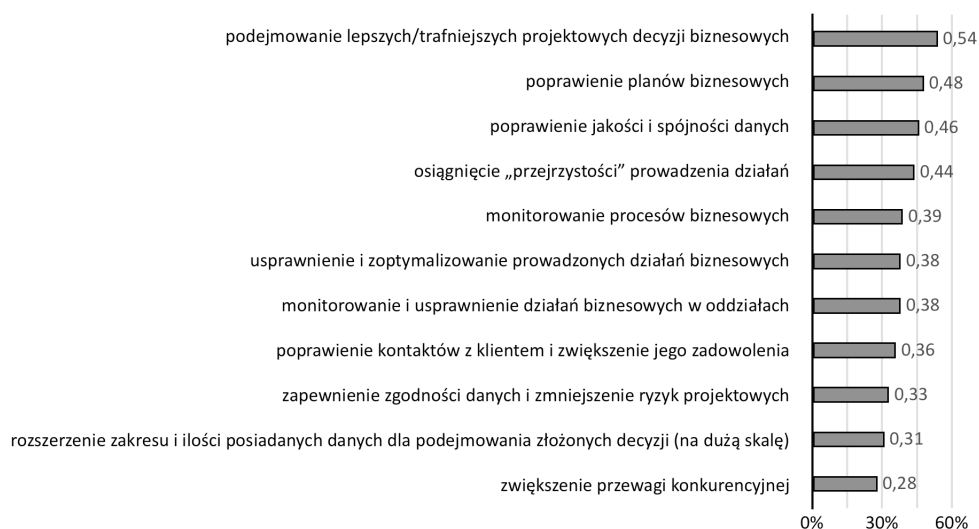 podejmowanie lepszych/trafniejszych projektowych decyzji biznesowych 0,54
poprawienie planów biznesowych 0,48
poprawienie jakości i spójności danych 0,46
osiągnięcie „przejrzystości” prowadzenia działań 0,44
monitorowanie procesów biznesowych 0,39
usprawnienie i zoptymalizowanie prowadzonych działań biznesowych 0,38
monitorowanie i usprawnienie działań biznesowych w oddziałach 0,38
poprawienie kontaktów z klientem i zwiększenie jego zadowolenia 0,36
zapewnienie zgodności danych i zmniejszenie ryzyk projektowych 0,33
rozszerzenie zakresu i ilości posiadanych danych dla podejmowania złożonych decyzji (na dużą skalę) 0,31
zwiększenie przewagi konkurencyjnej 0,28
0% 30% 60%